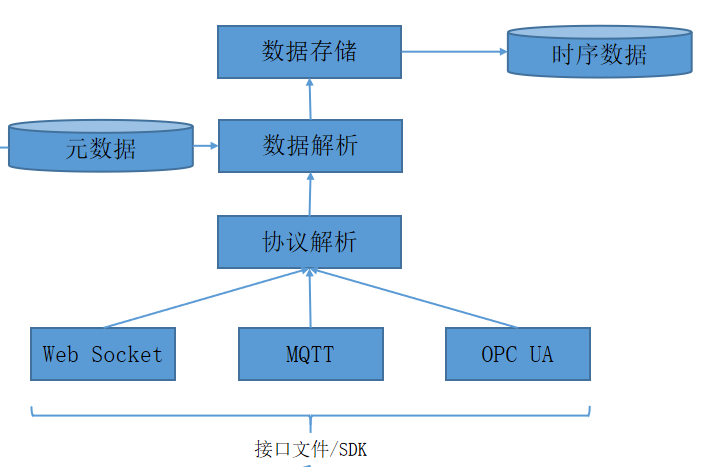 数据存储
时序数据
元数据
数据解析
协议解析
Web Socket
MQTT
OPC UA
接口文件/SDK